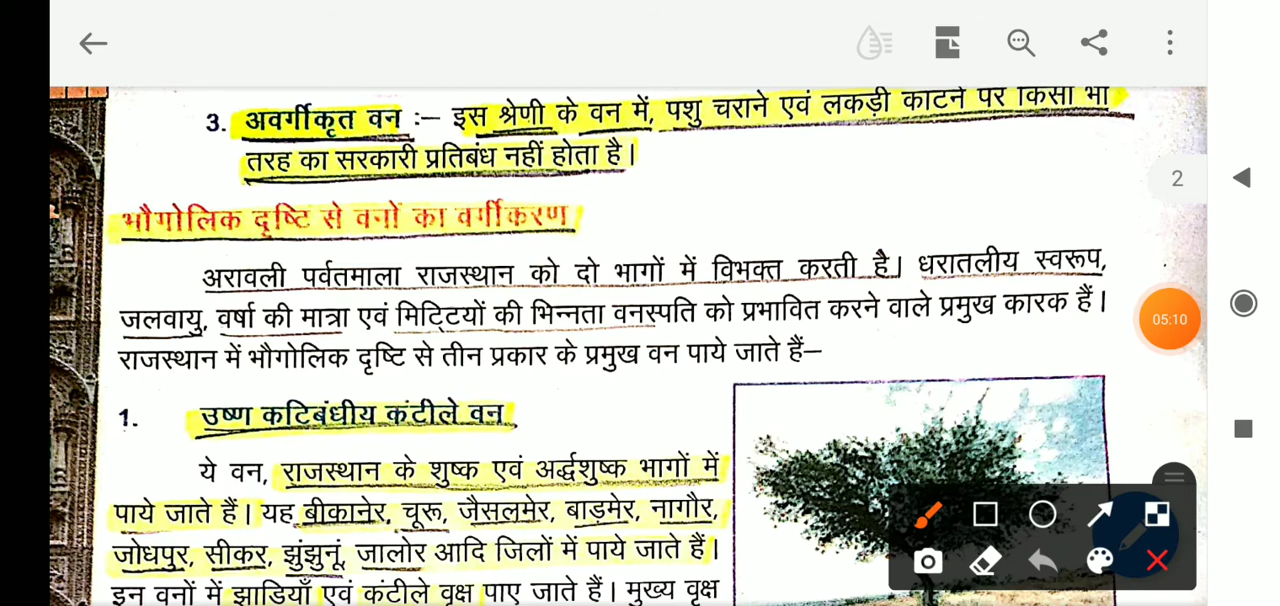 3. अवर्गीकृत वन :– इस श्रेणी के वन में, पशु चराने एवं लकड़ी काटने पर किसी भी
तरह का सरकारी प्रतिबंध नहीं होता है।
2
भौगोलिक दृष्टि से वनों का वर्गीकरण
अरावली पर्वतमाला राजस्थान को दो भागों में विभक्त करती है। धरातलीय स्वरूप,
जलवायु, वर्षा की मात्रा एवं मिट्टियों की भिन्नता वनस्पति को प्रभावित करने वाले प्रमुख कारक हैं।
05:10
राजस्थान में भौगोलिक दृष्टि से तीन प्रकार के प्रमुख वन पाये जाते हैं–
1. उष्ण कटिबंधीय कंटीले वन
ये वन, राजस्थान के शुष्क एवं अर्द्धशुष्क भागों में
पाये जाते हैं। यह बीकानेर, चूरू, जैसलमेर, बाड़मेर, नागौर,
जोधपुर, सीकर, झुंझुनूं, जालोर आदि जिलों में पाये जाते हैं।
इन वनों में झाडियाँ एवं कंटीले वृक्ष पाए जाते हैं। मुख्य वृक्ष